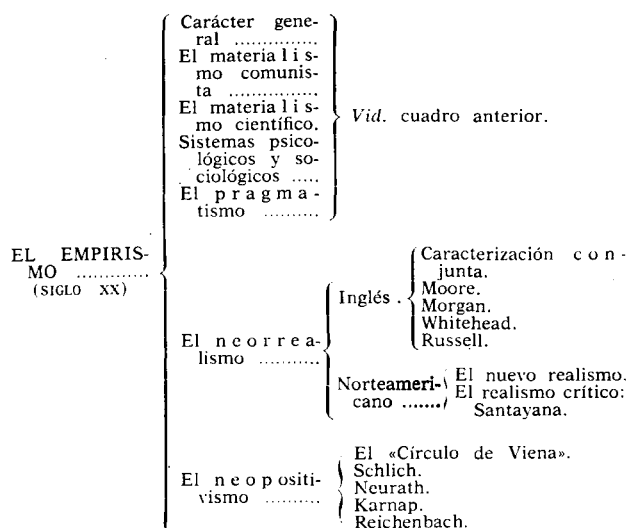 Carácter gene-
ral ..............
El materialis-
mo comunis-
ta ...............
El materialis-
mo científico.
Sistemas psico-
lógicos y so-
ciológicos .....
El pragma-
tismo ..........
Vid. cuadro anterior.
EL EMPIRIS-
MO .............
(SIGLO XX)
El neorrea-
lismo ..........
Inglés .
Caracterización con-
junta.
Moore.
Morgan.
Whitehead.
Russell.
Norteameri-
cano .......
El nuevo realismo.
El realismo crítico:
Santayana.
El neopositi-
vismo ..........
El «Círculo de Viena».
Schlich.
Neurath.
Karnap.
Reichenbach.